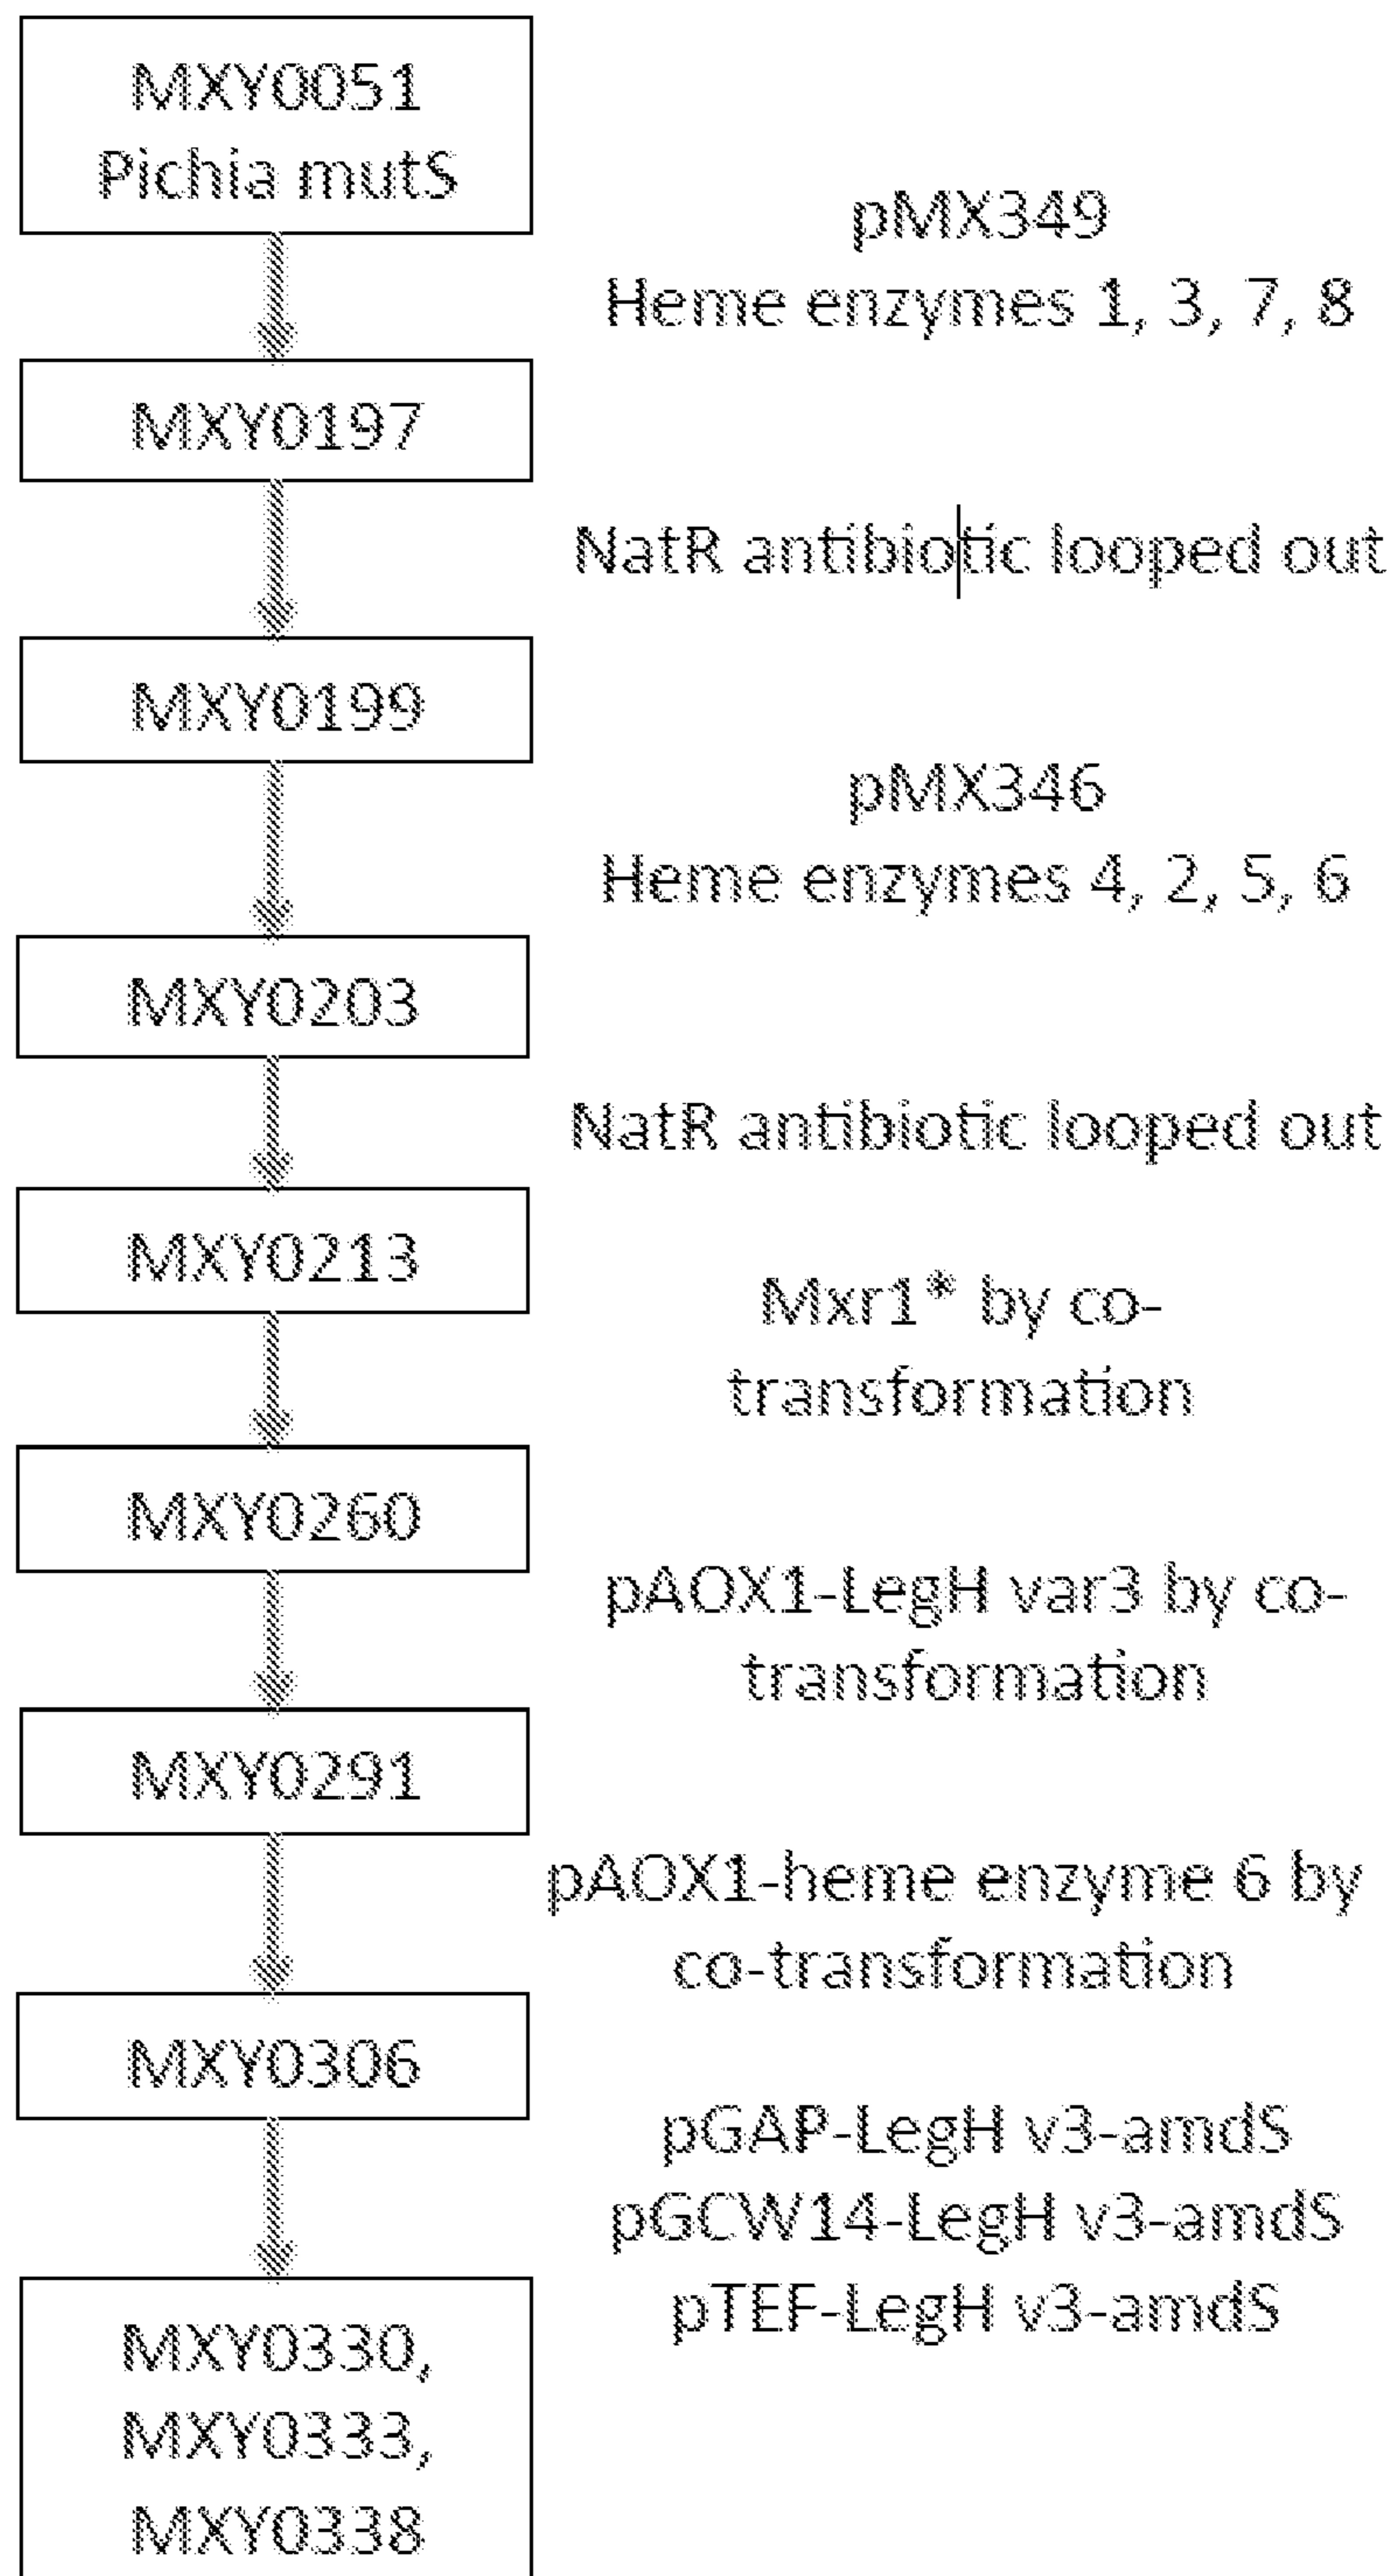 MXY0051
Pichia mutS
pMX349
Heme enzymes 1, 3, 7, 8
MXY0197
NatR antibiotic looped out
MXY0199
pMX346
Heme enzymes 4, 2, 5, 6
MXY0203
NatR antibiotic looped out
MXY0213
Mxr1* by co-
transformation
MXY0260
pAOX1-LegH var3 by co-
transformation
MXY0291
pAOX1-heme enzyme 6 by
co-transformation
MXY0306
pGAP-LegH v3-amdS
pGCW14-LegH v3-amdS
pTEF-LegH v3-amdS
MXY0330,
MXY0333,
MXY0338